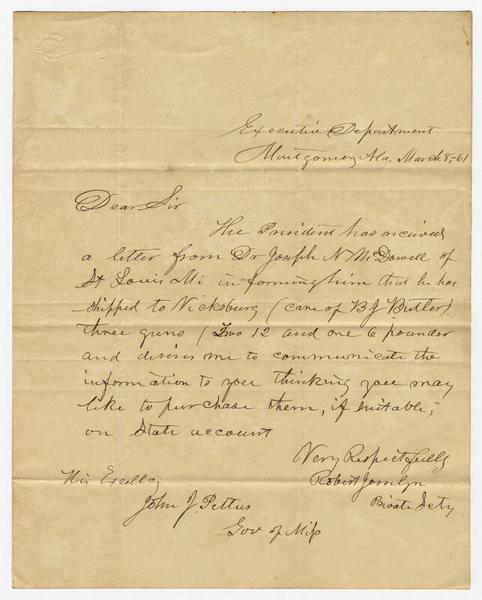 Executive Department
Montgomery Ala, March 8, 61
Dear Sir
The President has received
a letter from Dr Joseph N McDowell of
St Louis Mi informing him that he has
shipped to Vicksburg (care of B J Butler)
three guns (Two 12 and one 6 pounder
and desires me to communicate the
information to you thinking you may
like to purchase them, if suitable,
on State account
Very Respectfully
Robert Josselyn
Private Secty
His Excellcy
John J. Pettus
Gov of Miss